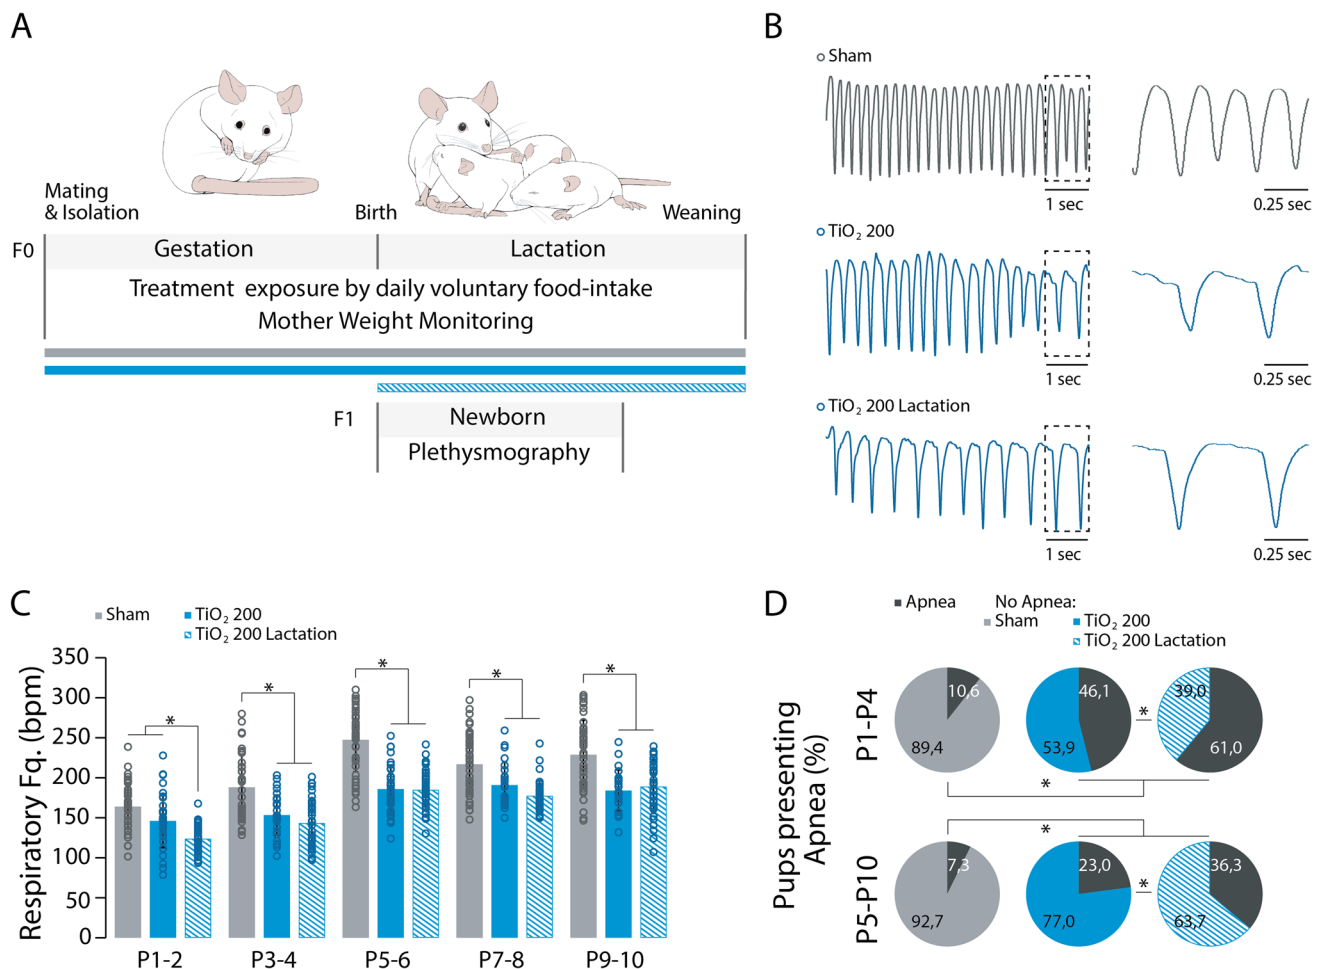 A
Mating
& Isolation
Birth
Weaning
F0
Gestation
Lactation
Treatment exposure by daily voluntary food-intake
Mother Weight Monitoring
F1
Newborn
Plethysmography
B
Sham
1 sec
0.25 sec
TiO₂ 200
1 sec
0.25 sec
TiO₂ 200 Lactation
1 sec
0.25 sec
C
Sham
TiO₂ 200
TiO₂ 200 Lactation
Respiratory Fq. (bpm)
350
300
250
200
150
100
50
0
*
*
*
*
*
P1-2
P3-4
P5-6
P7-8
P9-10
D
Apnea
No Apnea:
Sham
TiO₂ 200
TiO₂ 200 Lactation
Pups presenting
Apnea (%)
P1-P4
10,6
89,4
46,1
53,9
*
39,0
61,0
*
*
P5-P10
7,3
92,7
23,0
77,0
*
36,3
63,7